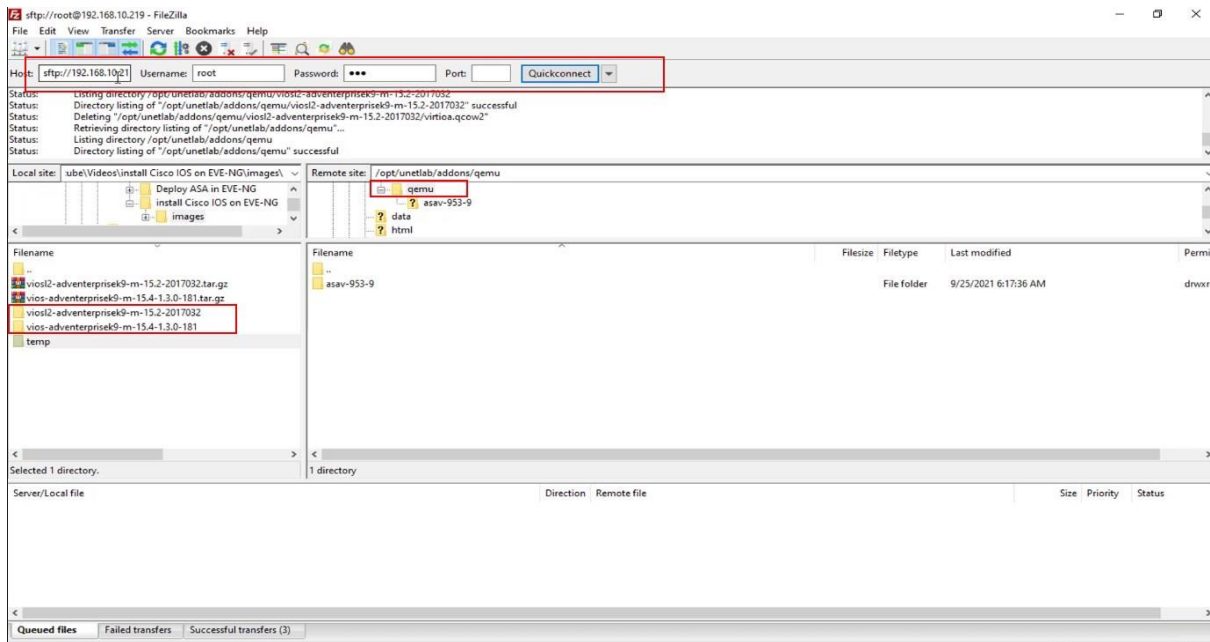 sftp://root@192.168.10.219 - FileZilla
File Edit View Transfer Server Bookmarks Help
Host: sftp://192.168.10.21 Username: root Password: ●●● Port: Quickconnect
Status: Listing directory /opt/unetlab/addons/qemu/viosl2-adventerprisek9-m-15.2-2017032
Status: Directory listing of "/opt/unetlab/addons/qemu/viosl2-adventerprisek9-m-15.2-2017032" successful
Status: Deleting "/opt/unetlab/addons/qemu/viosl2-adventerprisek9-m-15.2-2017032/virtioa.qcow2"
Status: Retrieving directory listing of "/opt/unetlab/addons/qemu"...
Status: Listing directory /opt/unetlab/addons/qemu
Status: Directory listing of "/opt/unetlab/addons/qemu" successful
Local site: ube\Videos\install Cisco IOS on EVE-NG\images\
Deploy ASA in EVE-NG
install Cisco IOS on EVE-NG
images
Remote site: /opt/unetlab/addons/qemu
qemu
asav-953-9
data
html
Filename
..
viosl2-adventerprisek9-m-15.2-2017032.tar.gz
vios-adventerprisek9-m-15.4-1.3.0-181.tar.gz
viosl2-adventerprisek9-m-15.2-2017032
vios-adventerprisek9-m-15.4-1.3.0-181
temp
Selected 1 directory.
Filename Filesize Filetype Last modified Permi
..
asav-953-9 File folder 9/25/2021 6:17:36 AM drwxr
1 directory
Server/Local file Direction Remote file Size Priority Status
Queued files Failed transfers Successful transfers (3)